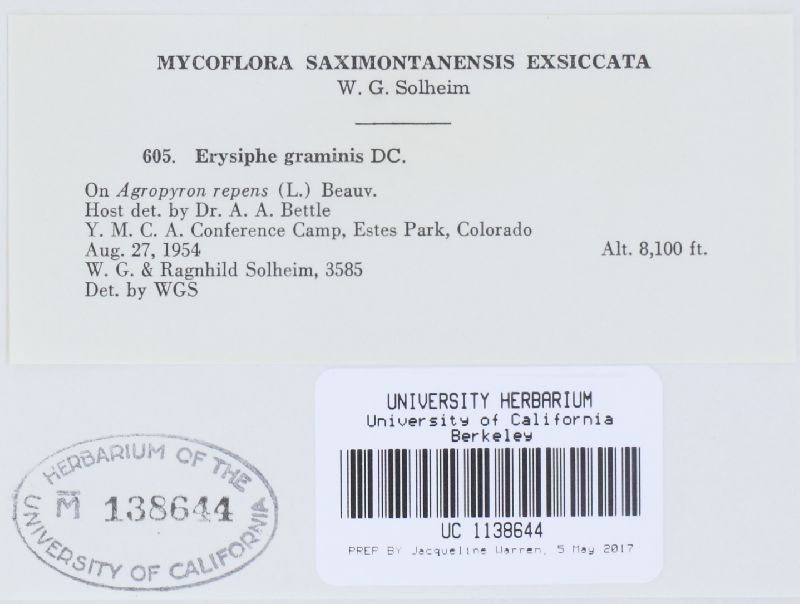 MYCOFLORA SAXIMONTANENSIS EXSICCATA
W. G. Solheim
605. Erysiphe graminis DC.
On Agropyron repens (L.) Beauv.
Host det. by Dr. A. A. Bettle
Y. M. C. A. Conference Camp, Estes Park, Colorado
Aug. 27, 1954 Alt. 8,100 ft.
W. G. & Ragnhild Solheim, 3585
Det. by WGS
UNIVERSITY HERBARIUM
University of California
Berkeley
UC 1138644
PREP BY Jacqueline Warren, 5 May 2017
HERBARIUM OF THE
M 138644
UNIVERSITY OF CALIFORNIA